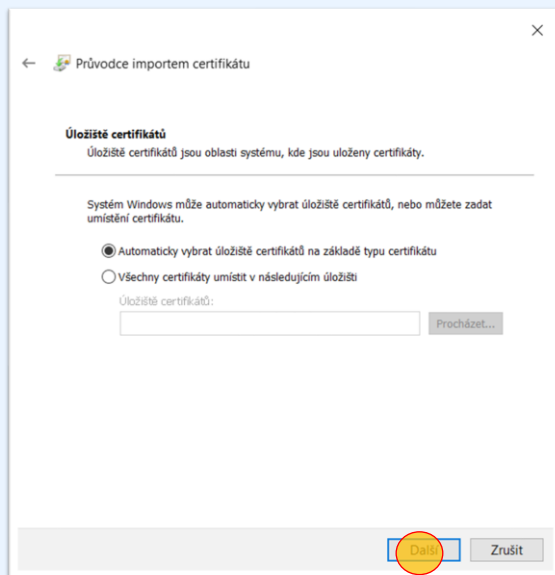 Průvodce importem certifikátu
Úložiště certifikátů
Úložiště certifikátů jsou oblasti systému, kde jsou uloženy certifikáty.
Systém Windows může automaticky vybrat úložiště certifikátů, nebo můžete zadat
umístění certifikátu.
Automaticky vybrat úložiště certifikátů na základě typu certifikátu
Všechny certifikáty umístit v následujícím úložišti
Úložiště certifikátů:
Procházet...
Další
Zrušit